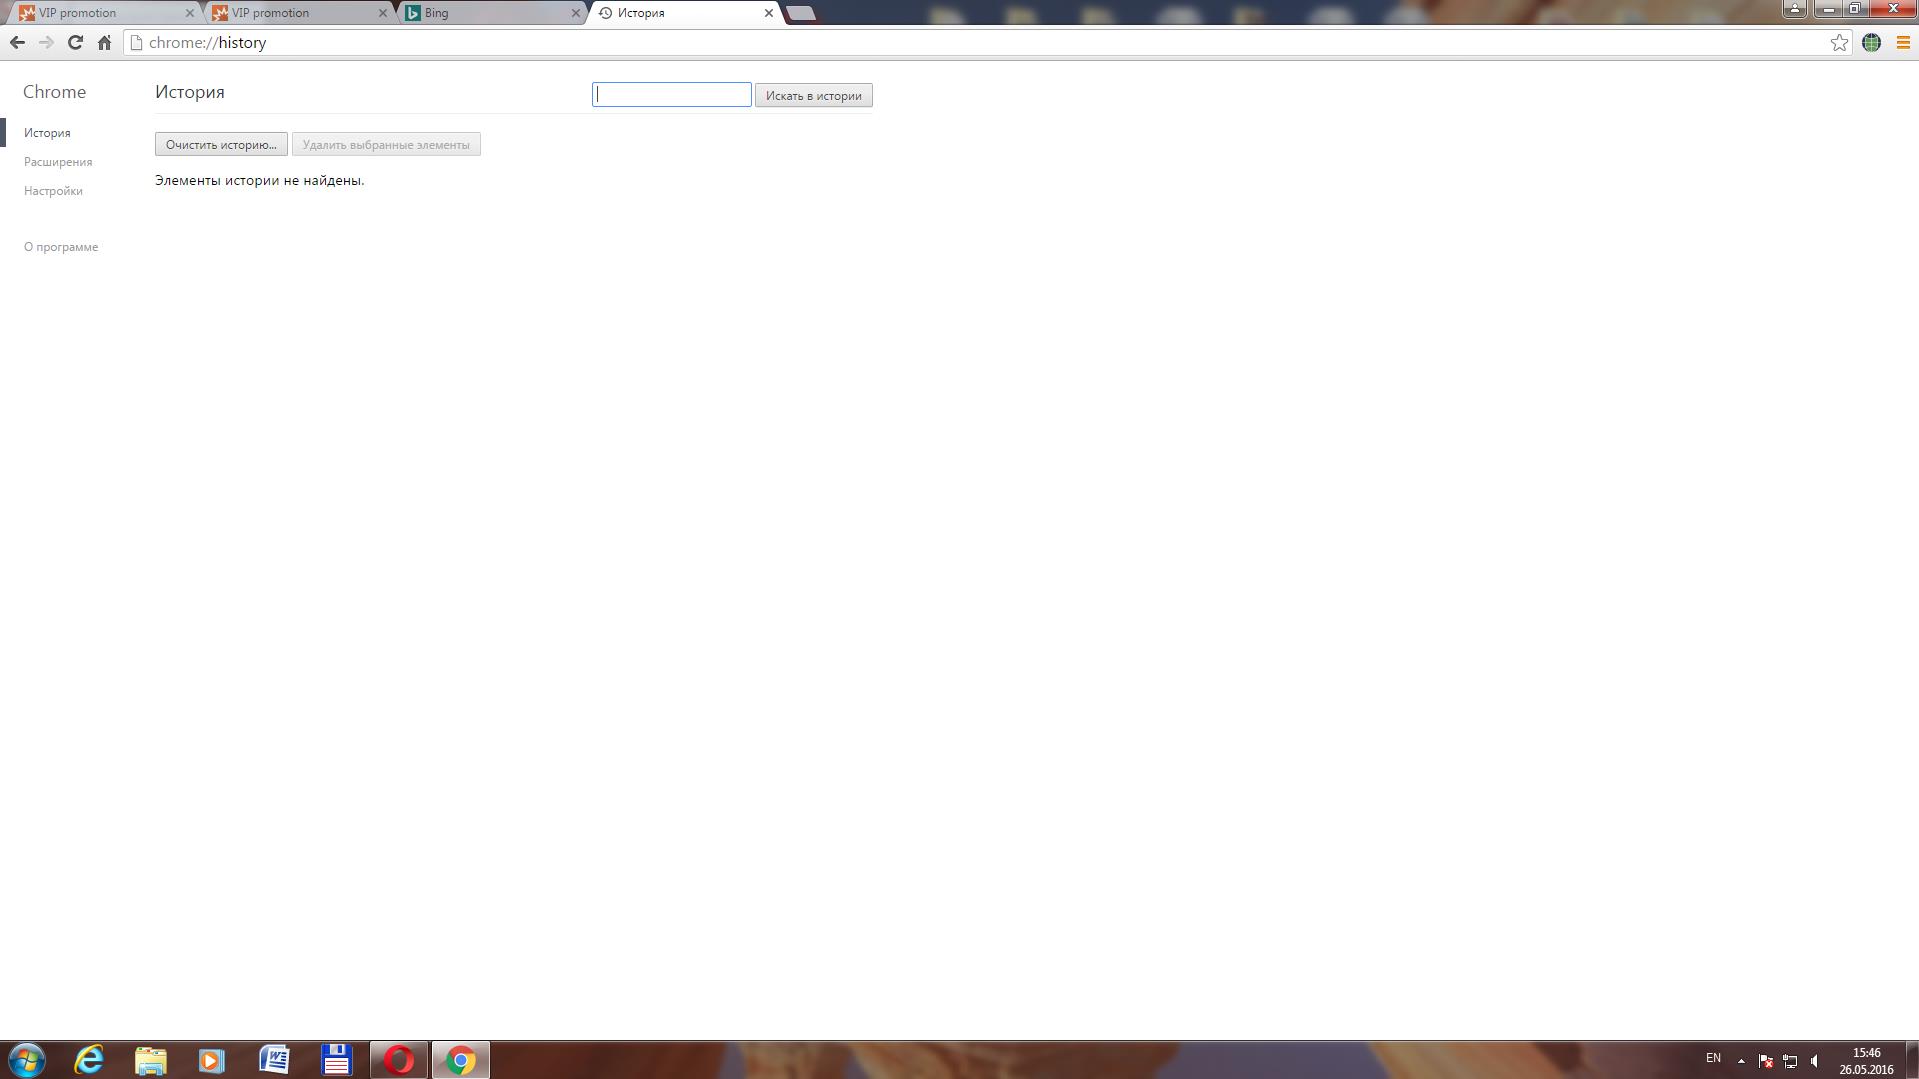 VIP promotion
VIP promotion
Bing
История
chrome://history
Chrome
История
Искать в истории
История
Очистить историю...
Удалить выбранные элементы
Расширения
Элементы истории не найдены.
Настройки
О программе
EN
15:46
26.05.2016